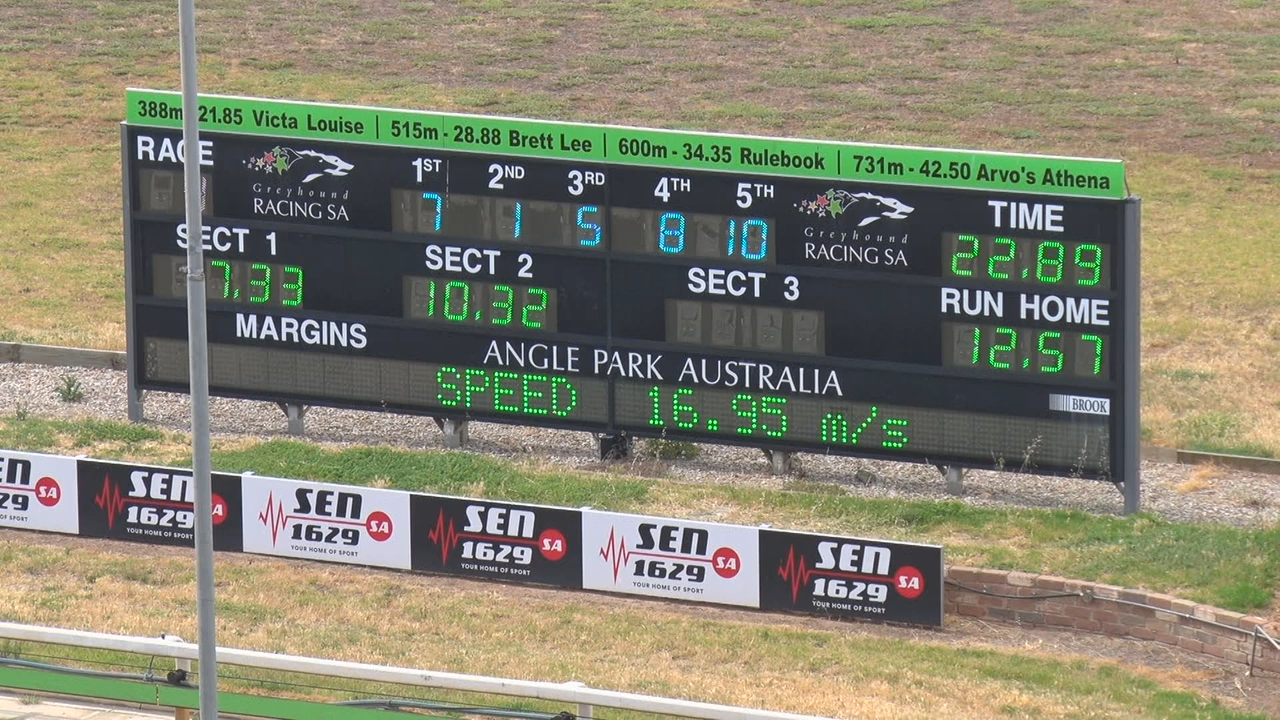 388m 21.85 Victa Louise | 515m - 28.88 Brett Lee | 600m - 34.35 Rulebook | 731m - 42.50 Arvo's Athena
RACE
Greyhound
RACING SA
1ST 2ND 3RD 4TH 5TH
7 1 5 8 10
Greyhound
RACING SA
TIME
22.89
SECT 1
7.33
SECT 2
10.32
SECT 3
RUN HOME
12.57
MARGINS
ANGLE PARK AUSTRALIA
SPEED 16.95 m/s
BROOK
EN
29 SA
YOUR HOME OF SPORT
SEN
1629 SA
YOUR HOME OF SPORT
SEN
1629 SA
YOUR HOME OF SPORT
SEN
1629 SA
YOUR HOME OF SPORT
SEN
1629 SA
YOUR HOME OF SPORT
SEN
1629 SA
YOUR HOME OF SPORT